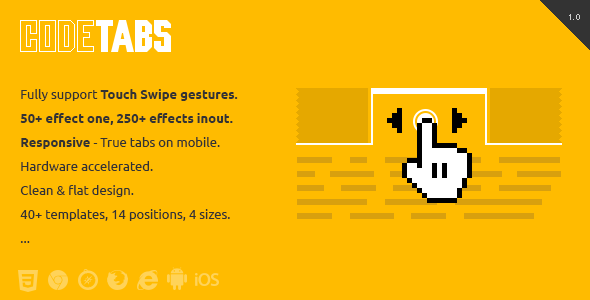 1.0
CODETABS
Fully support Touch Swipe gestures.
50+ effect one, 250+ effects inout.
Responsive - True tabs on mobile.
Hardware accelerated.
Clean & flat design.
40+ templates, 14 positions, 4 sizes.
...
iOS